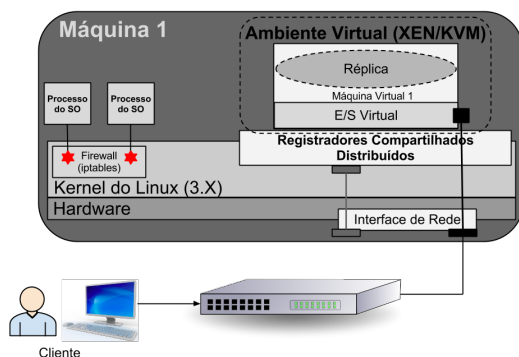 Máquina 1
Ambiente Virtual (XEN/KVM)
Réplica
Máquina Virtual 1
E/S Virtual
Processo
do SO
Processo
do SO
Registradores Compartilhados
Distribuídos
Firewall
(iptables)
Kernel do Linux (3.X)
Hardware
Interface de Rede
Cliente